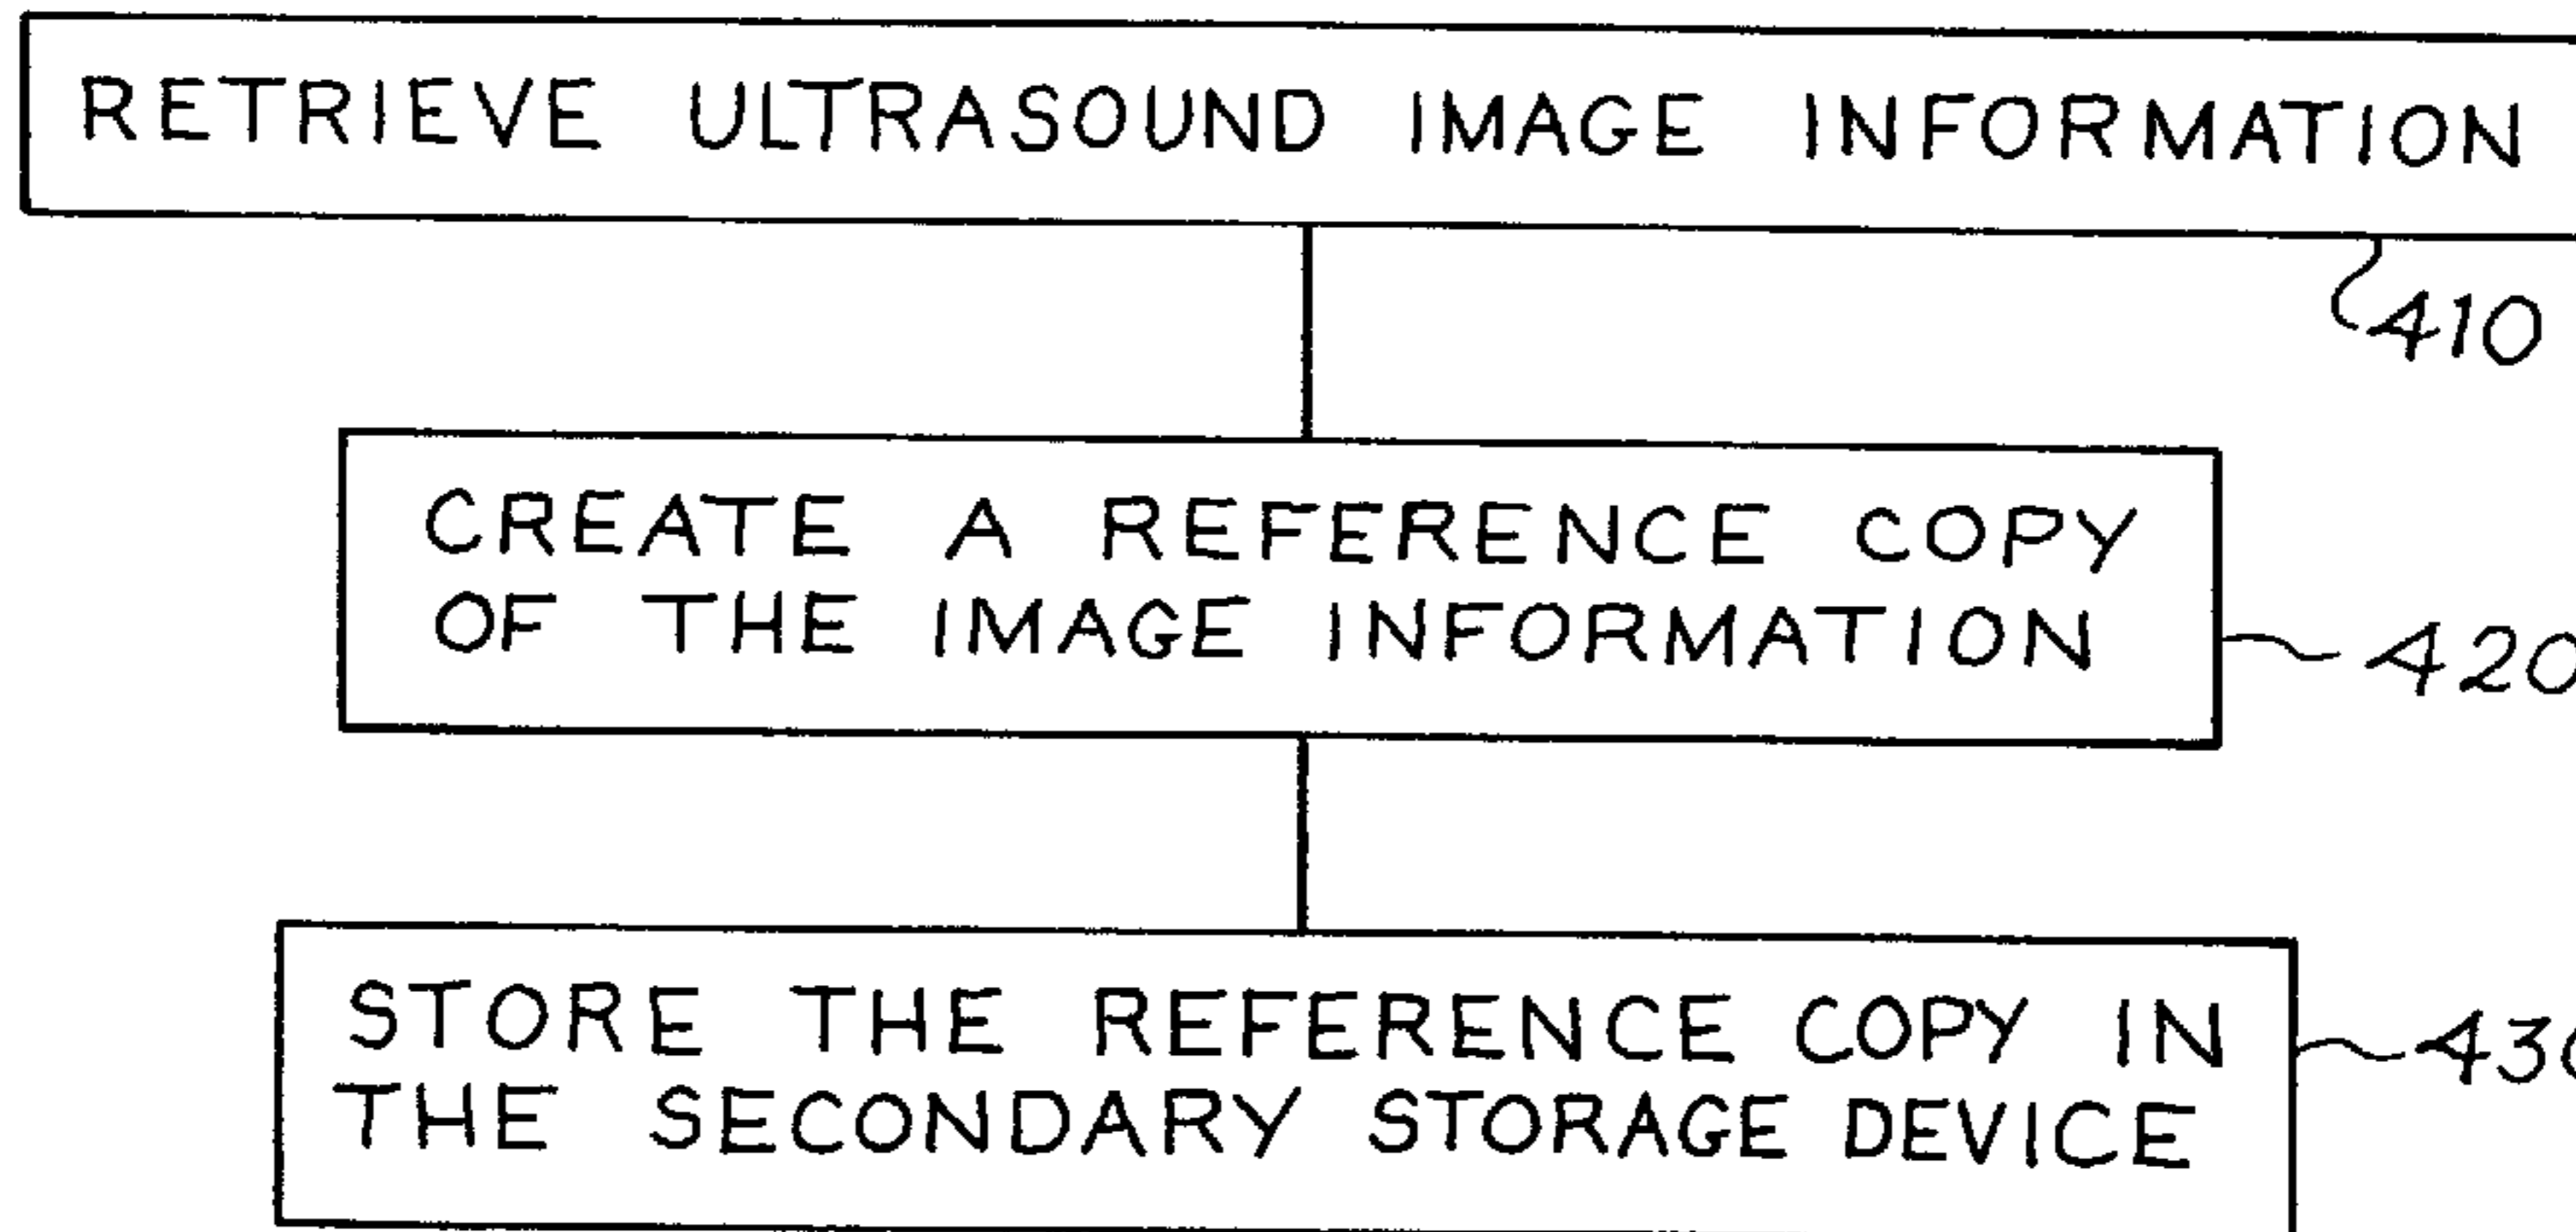 RETRIEVE ULTRASOUND IMAGE INFORMATION
410
CREATE A REFERENCE COPY
OF THE IMAGE INFORMATION
420
STORE THE REFERENCE COPY IN
THE SECONDARY STORAGE DEVICE